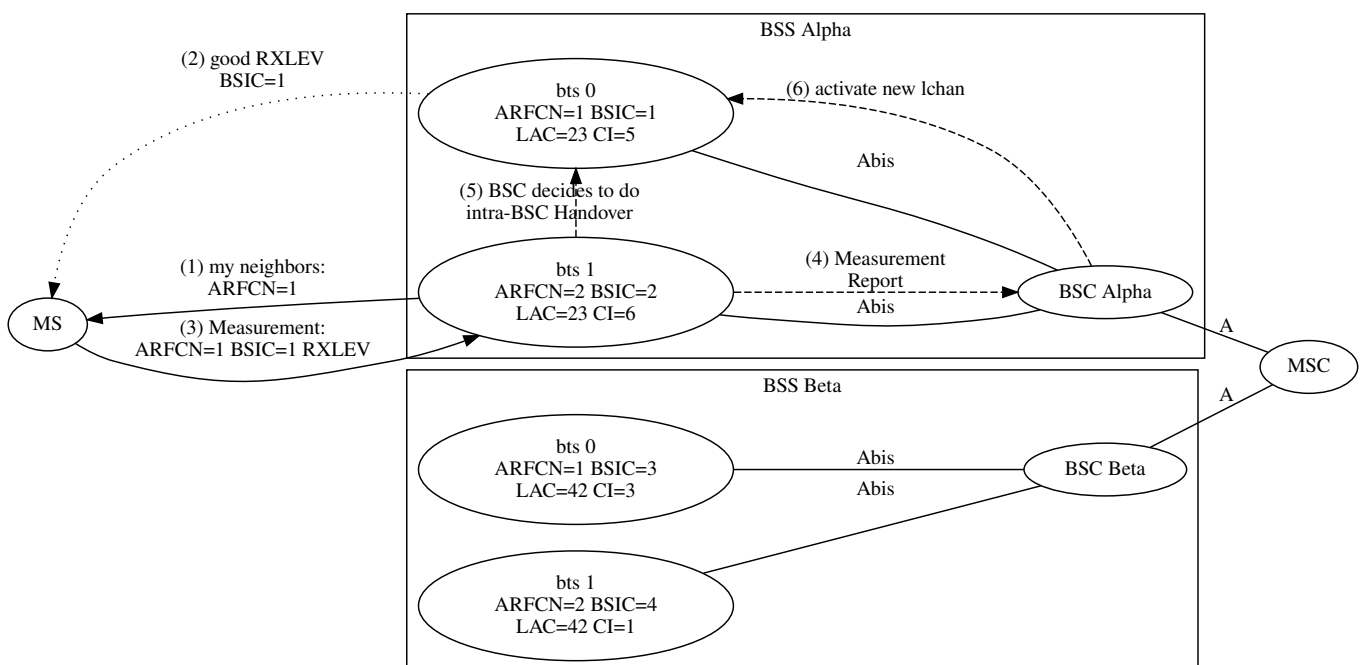 BSS Alpha
(2) good RXLEV
BSIC=1
bts 0
ARFCN=1 BSIC=1
LAC=23 CI=5
(6) activate new lchan
Abis
(5) BSC decides to do
intra-BSC Handover
(1) my neighbors:
ARFCN=1
bts 1
ARFCN=2 BSIC=2
LAC=23 CI=6
(4) Measurement
Report
Abis
BSC Alpha
MS
(3) Measurement:
ARFCN=1 BSIC=1 RXLEV
A
MSC
BSS Beta
A
bts 0
ARFCN=1 BSIC=3
LAC=42 CI=3
Abis
Abis
BSC Beta
bts 1
ARFCN=2 BSIC=4
LAC=42 CI=1